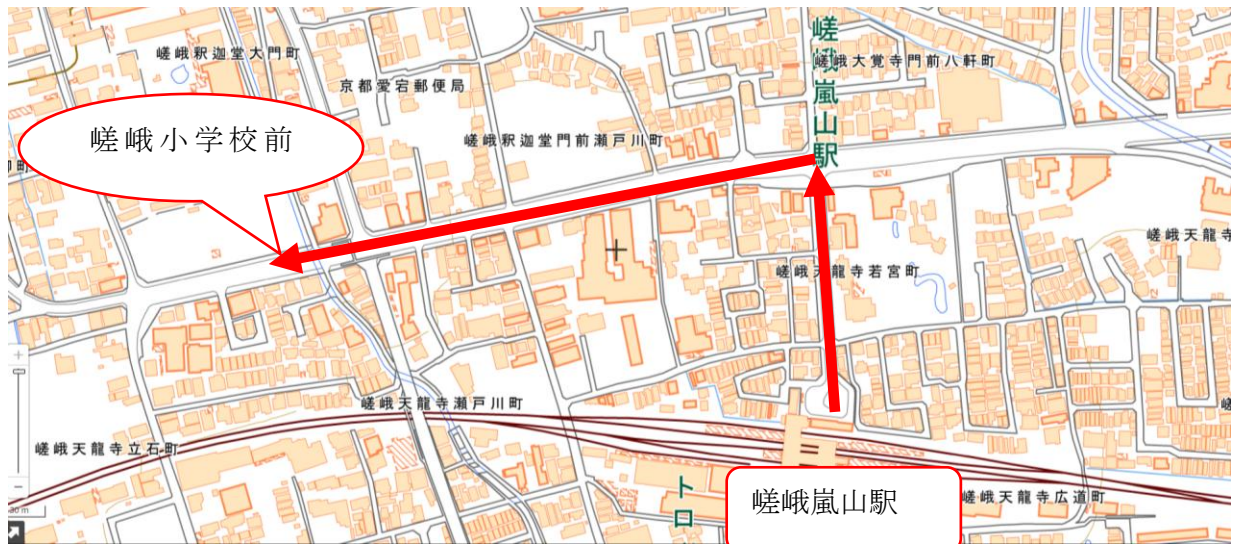 嵯峨釈迦堂大門町
京都愛宕郵便局
嵯峨大覚寺門前八軒町
嵯峨嵐山駅
嵯峨小学校前
嵯峨釈迦堂門前瀬戸川町
嵯峨天龍寺
嵯峨天龍寺若宮町
嵯峨天龍寺瀬戸川町
嵯峨天龍寺立石町
トロ
嵯峨嵐山駅
嵯峨天龍寺広道町